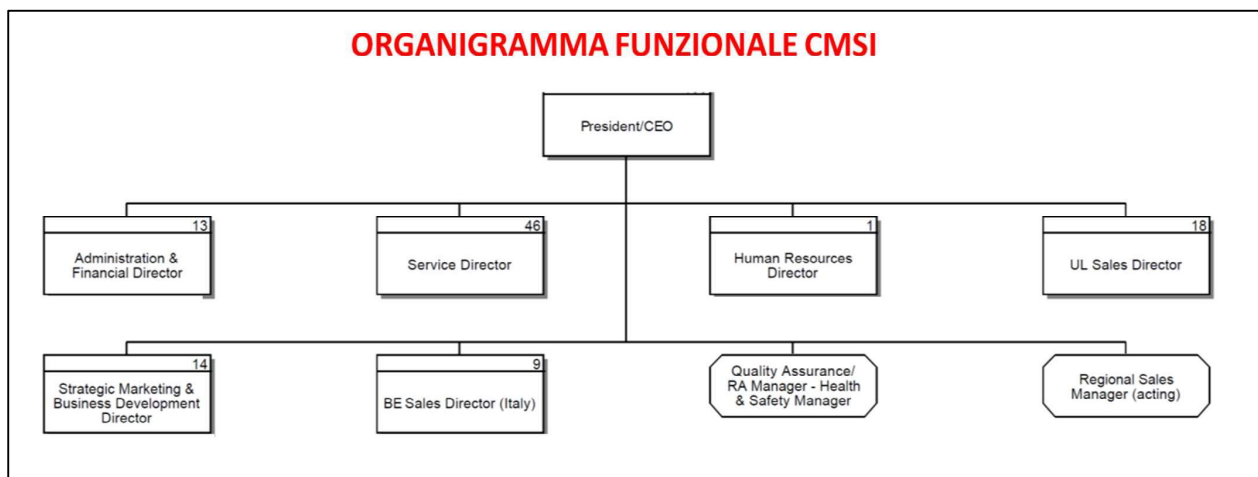 ORGANIGRAMMA FUNZIONALE CMSI
President/CEO
13
Administration &
Financial Director
46
Service Director
1
Human Resources
Director
18
UL Sales Director
14
Strategic Marketing &
Business Development
Director
9
BE Sales Director (Italy)
Quality Assurance/
RA Manager - Health
& Safety Manager
Regional Sales
Manager (acting)